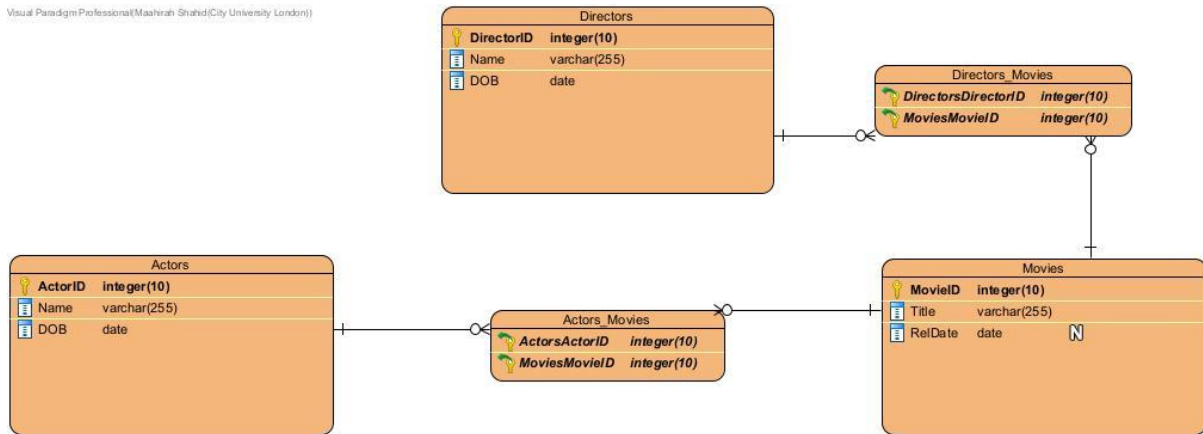 Visual Paradigm Professional(Maahirah Shahid(City University London))
Directors
DirectorID integer(10)
Name varchar(255)
DOB date
Directors_Movies
DirectorsDirectorID integer(10)
MoviesMovieID integer(10)
Actors
ActorID integer(10)
Name varchar(255)
DOB date
Actors_Movies
ActorsActorID integer(10)
MoviesMovieID integer(10)
Movies
MovieID integer(10)
Title varchar(255)
RelDate date N